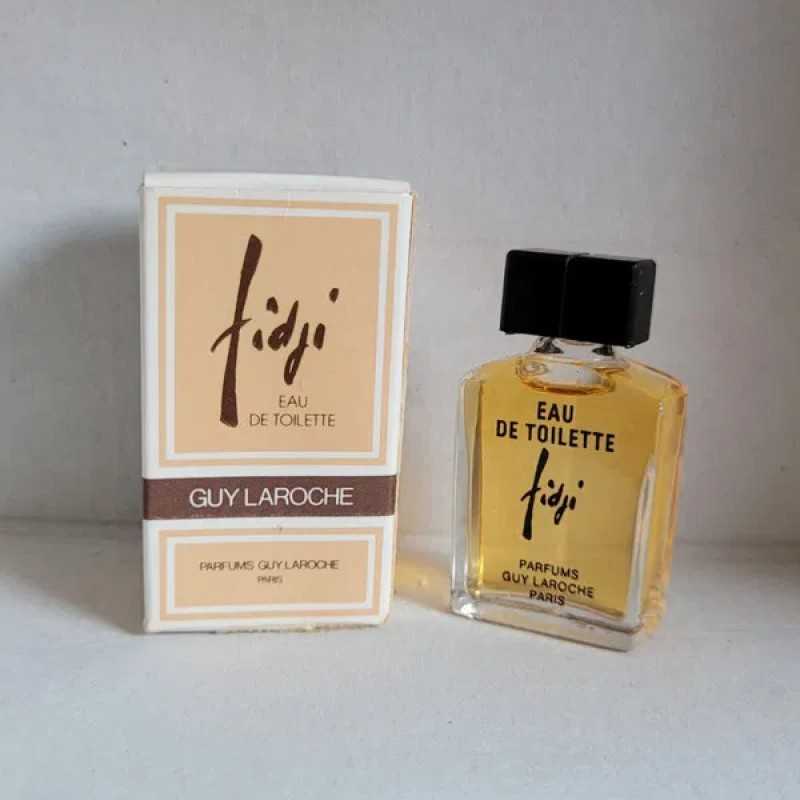 fidji
EAU
DE TOILETTE
GUY LAROCHE
PARFUMS GUY LAROCHE
PARIS
EAU
DE TOILETTE
fidji
PARFUMS
GUY LAROCHE
PARIS